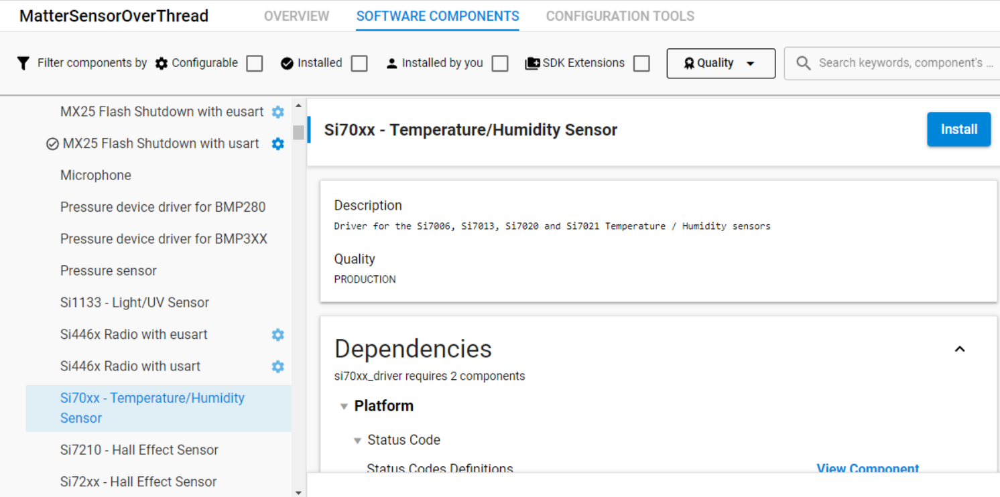 MatterSensorOverThread OVERVIEW SOFTWARE COMPONENTS CONFIGURATION TOOLS
Filter components by Configurable Installed Installed by you SDK Extensions Quality Search keywords, component's ...
MX25 Flash Shutdown with eusart
MX25 Flash Shutdown with usart
Microphone
Pressure device driver for BMP280
Pressure device driver for BMP3XX
Pressure sensor
Si1133 - Light/UV Sensor
Si446x Radio with eusart
Si446x Radio with usart
Si70xx - Temperature/Humidity
Sensor
Si7210 - Hall Effect Sensor
Si72xx - Hall Effect Sensor
Si70xx - Temperature/Humidity Sensor Install
Description
Driver for the Si7006, Si7013, Si7020 and Si7021 Temperature / Humidity sensors
Quality
PRODUCTION
Dependencies
si70xx_driver requires 2 components
Platform
Status Code
Status Codes Definitions View Component